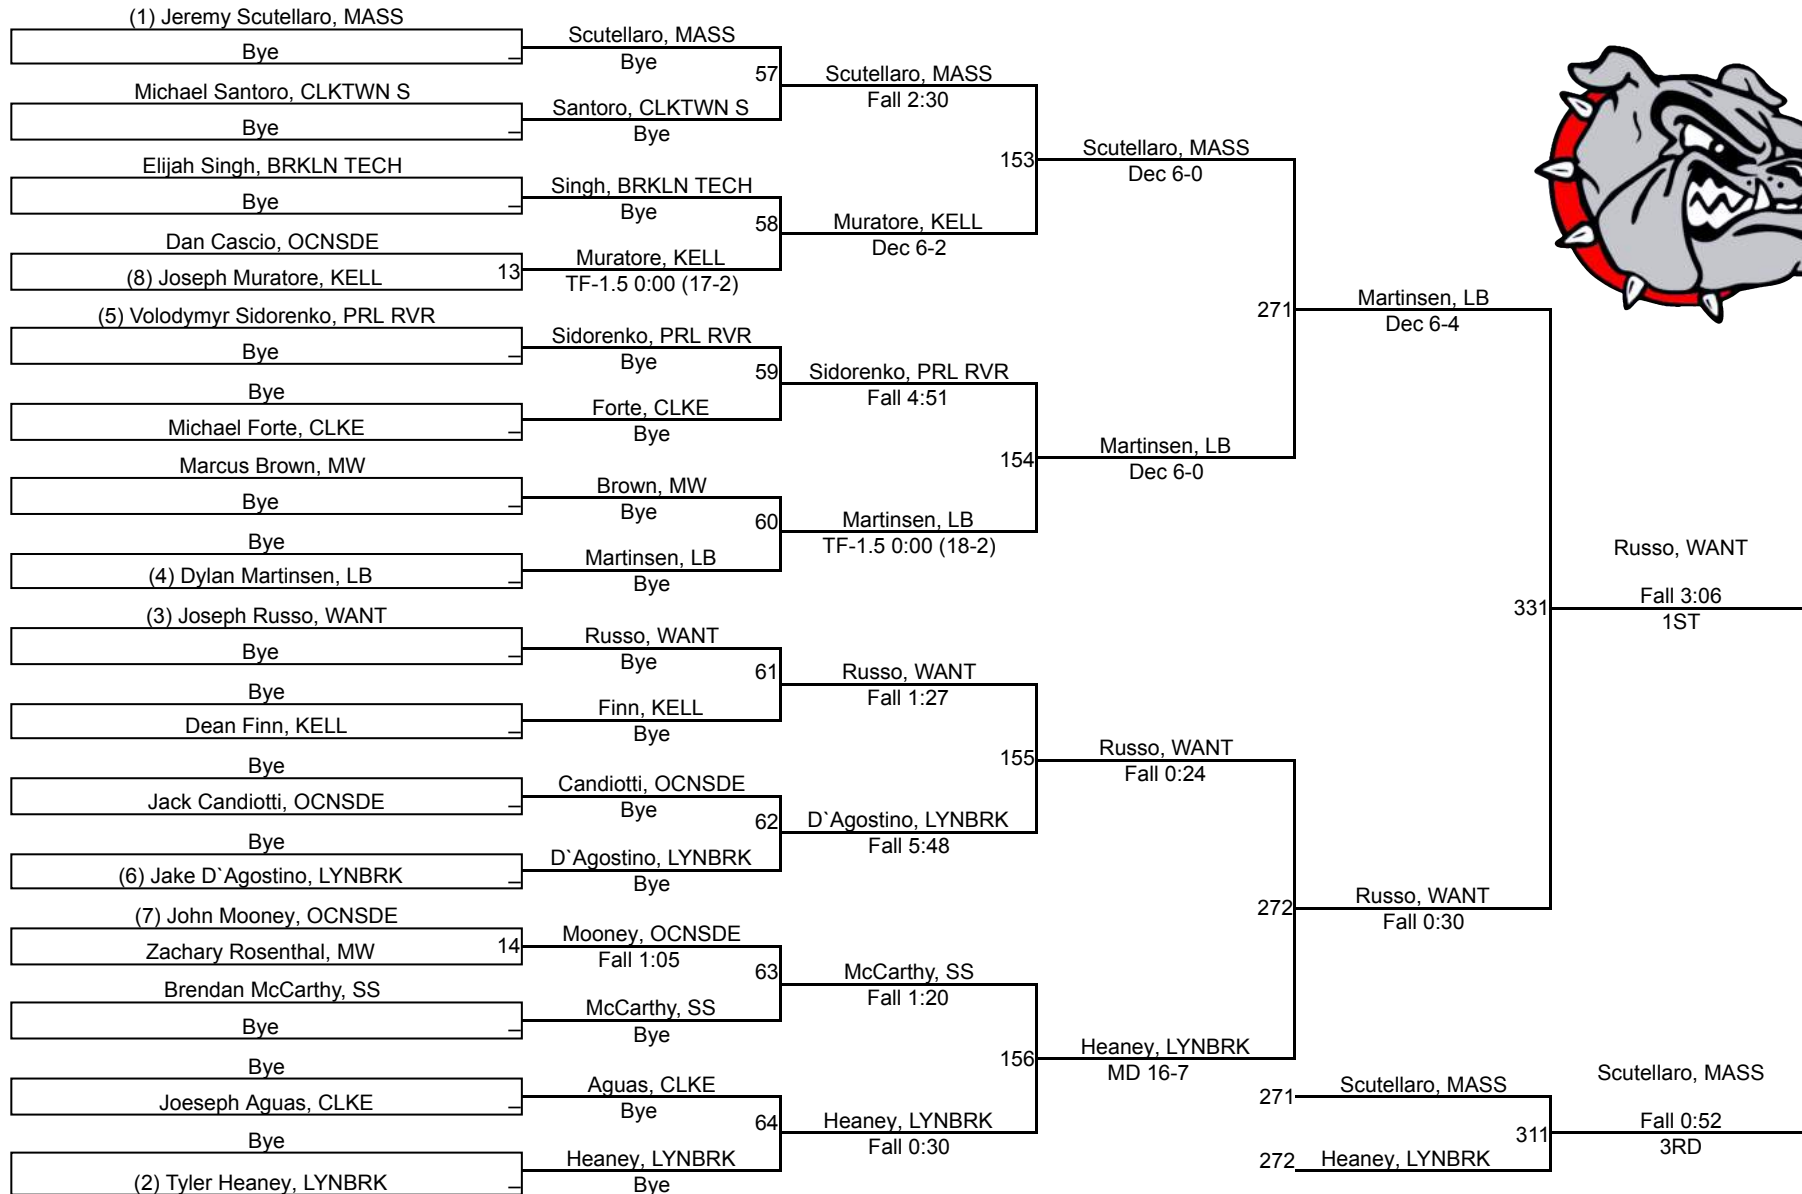 (1) Jeremy Scutellaro, MASS
Bye
_
Michael Santoro, CLKTWN S
Bye
_
Elijah Singh, BRKLN TECH
Bye
_
Dan Cascio, OCNSDE
(8) Joseph Muratore, KELL
13
(5) Volodymyr Sidorenko, PRL RVR
Bye
_
Bye
Michael Forte, CLKE
_
Marcus Brown, MW
Bye
_
Bye
(4) Dylan Martinsen, LB
_
(3) Joseph Russo, WANT
Bye
_
Bye
Dean Finn, KELL
_
Bye
Jack Candiotti, OCNSDE
_
Bye
(6) Jake D`Agostino, LYNBRK
_
(7) John Mooney, OCNSDE
Zachary Rosenthal, MW
14
Brendan McCarthy, SS
Bye
_
Bye
Joeseph Aguas, CLKE
_
Bye
(2) Tyler Heaney, LYNBRK
_
Scutellaro, MASS
Bye
57
Santoro, CLKTWN S
Bye
Singh, BRKLN TECH
Bye
58
Muratore, KELL
TF-1.5 0:00 (17-2)
Sidorenko, PRL RVR
Bye
59
Forte, CLKE
Bye
Brown, MW
Bye
60
Martinsen, LB
Bye
Russo, WANT
Bye
61
Finn, KELL
Bye
Candiotti, OCNSDE
Bye
62
D`Agostino, LYNBRK
Bye
Mooney, OCNSDE
Fall 1:05
63
McCarthy, SS
Bye
Aguas, CLKE
Bye
64
Heaney, LYNBRK
Bye
Scutellaro, MASS
Fall 2:30
153
Muratore, KELL
Dec 6-2
Sidorenko, PRL RVR
Fall 4:51
154
Martinsen, LB
TF-1.5 0:00 (18-2)
Russo, WANT
Fall 1:27
155
D`Agostino, LYNBRK
Fall 5:48
McCarthy, SS
Fall 1:20
156
Heaney, LYNBRK
Fall 0:30
Scutellaro, MASS
Dec 6-0
271
Martinsen, LB
Dec 6-0
Russo, WANT
Fall 0:24
272
Heaney, LYNBRK
MD 16-7
Martinsen, LB
Dec 6-4
331
Russo, WANT
Fall 0:30
Russo, WANT
Fall 3:06
1ST
271
Scutellaro, MASS
311
272
Heaney, LYNBRK
Scutellaro, MASS
Fall 0:52
3RD